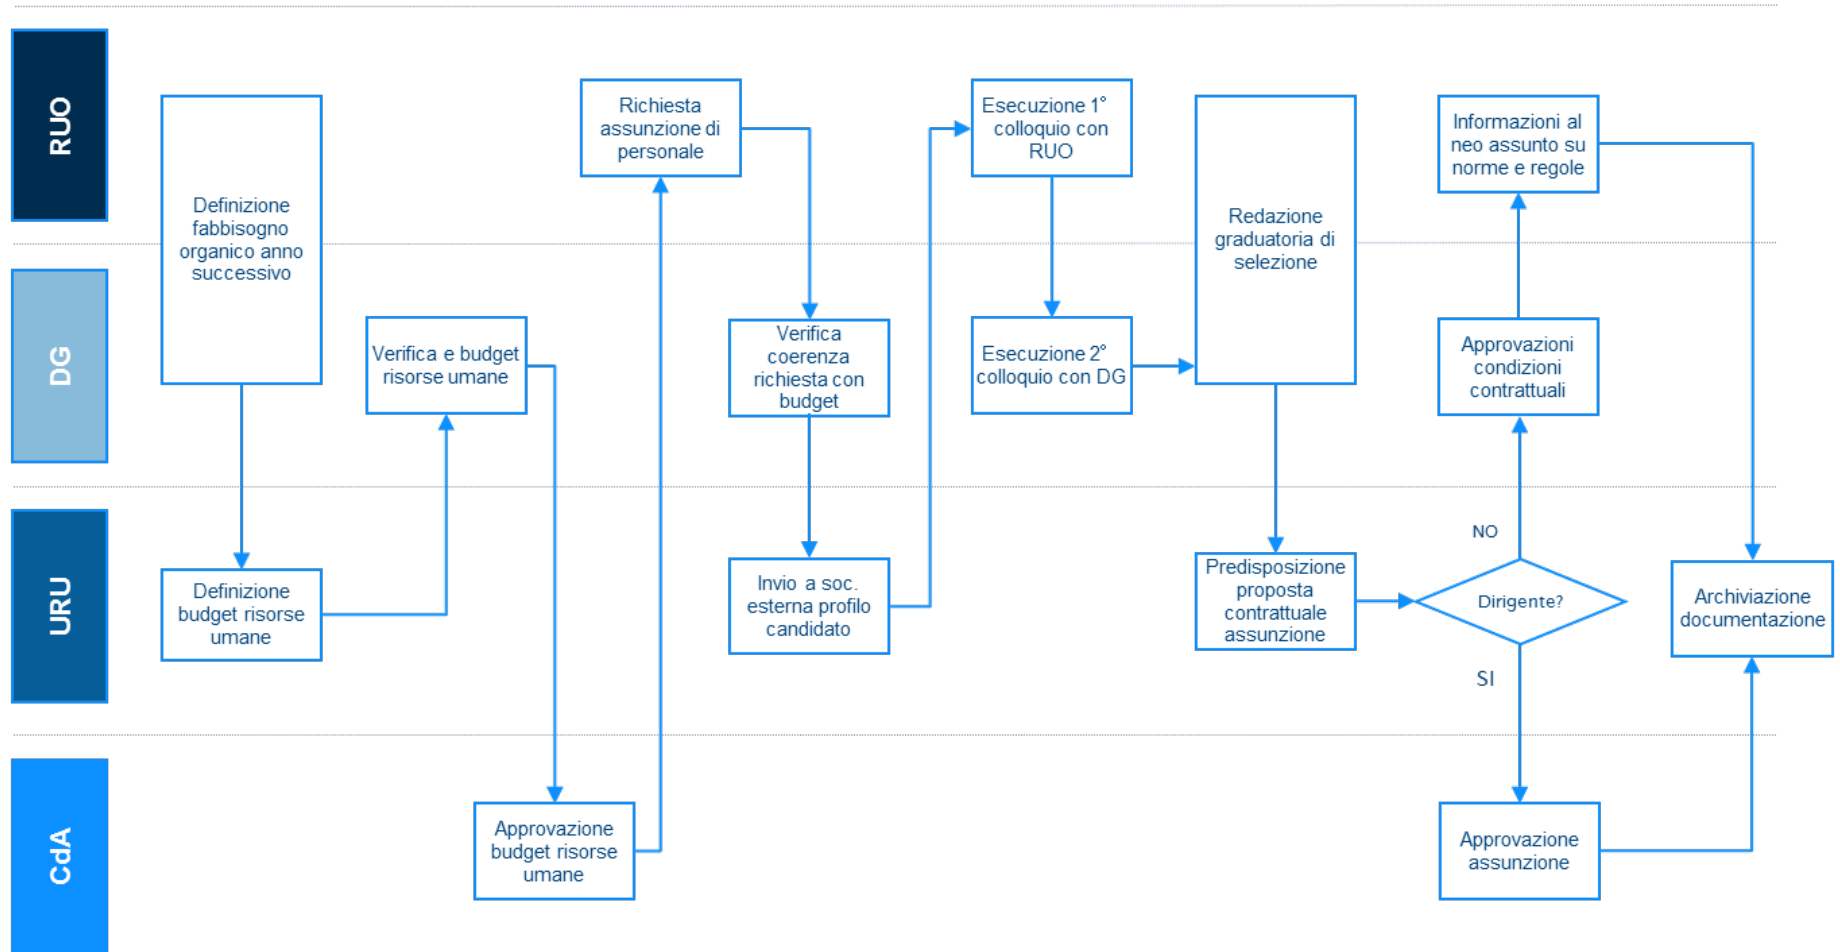 RUO
Definizione
fabbisogno
organico anno
successivo
Richiesta
assunzione di
personale
Esecuzione 1°
colloquio con
RUO
Redazione
graduatoria di
selezione
Informazioni al
neo assunto su
norme e regole
DG
Verifica e budget
risorse umane
Verifica
coerenza
richiesta con
budget
Esecuzione 2°
colloquio con DG
Approvazioni
condizioni
contrattuali
URU
Definizione
budget risorse
umane
Invio a soc.
esterna profilo
candidato
Predisposizione
proposta
contrattuale
assunzione
NO
Dirigente?
SI
Archiviazione
documentazione
CdA
Approvazione
budget risorse
umane
Approvazione
assunzione